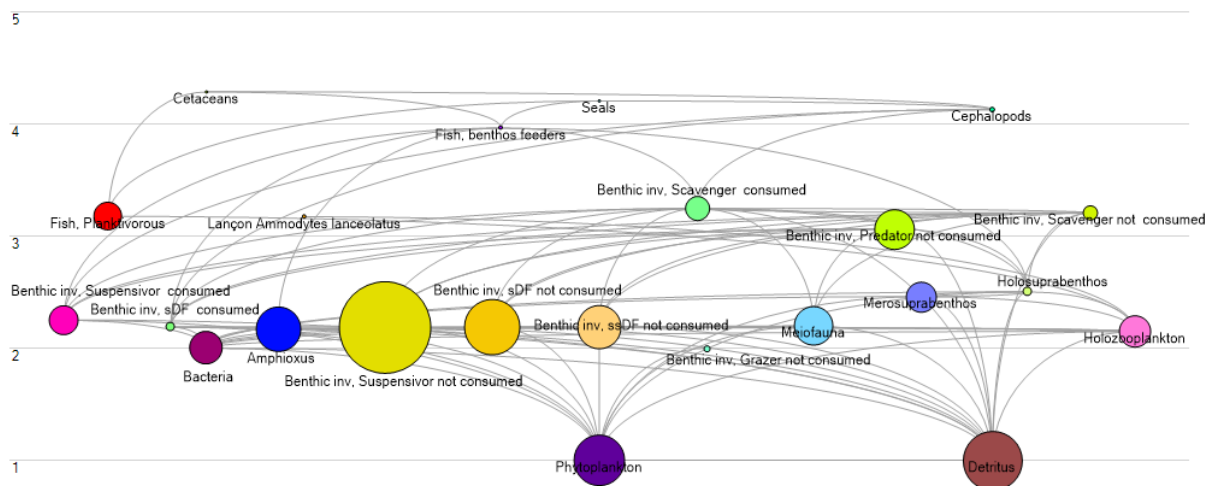 5
Cetaceans
Seals
Cephalopods
4
Fish, benthos feeders
Benthic inv, Scavenger consumed
Fish, Planktivorous
Lançon Ammodytes lanceolatus
Benthic inv, Scavenger not consumed
3
Benthic inv, Predator not consumed
Benthic inv, Suspensivor consumed
Benthic inv, sDF not consumed
Holosuprabenthos
Benthic inv, sDF consumed
Merosuprabenthos
Benthic inv, ssDF not consumed
Meiofauna
Holozooplankton
2
Amphioxus
Benthic inv, Grazer not consumed
Bacteria
Benthic inv, Suspensivor not consumed
1
Phytoplankton
Detritus